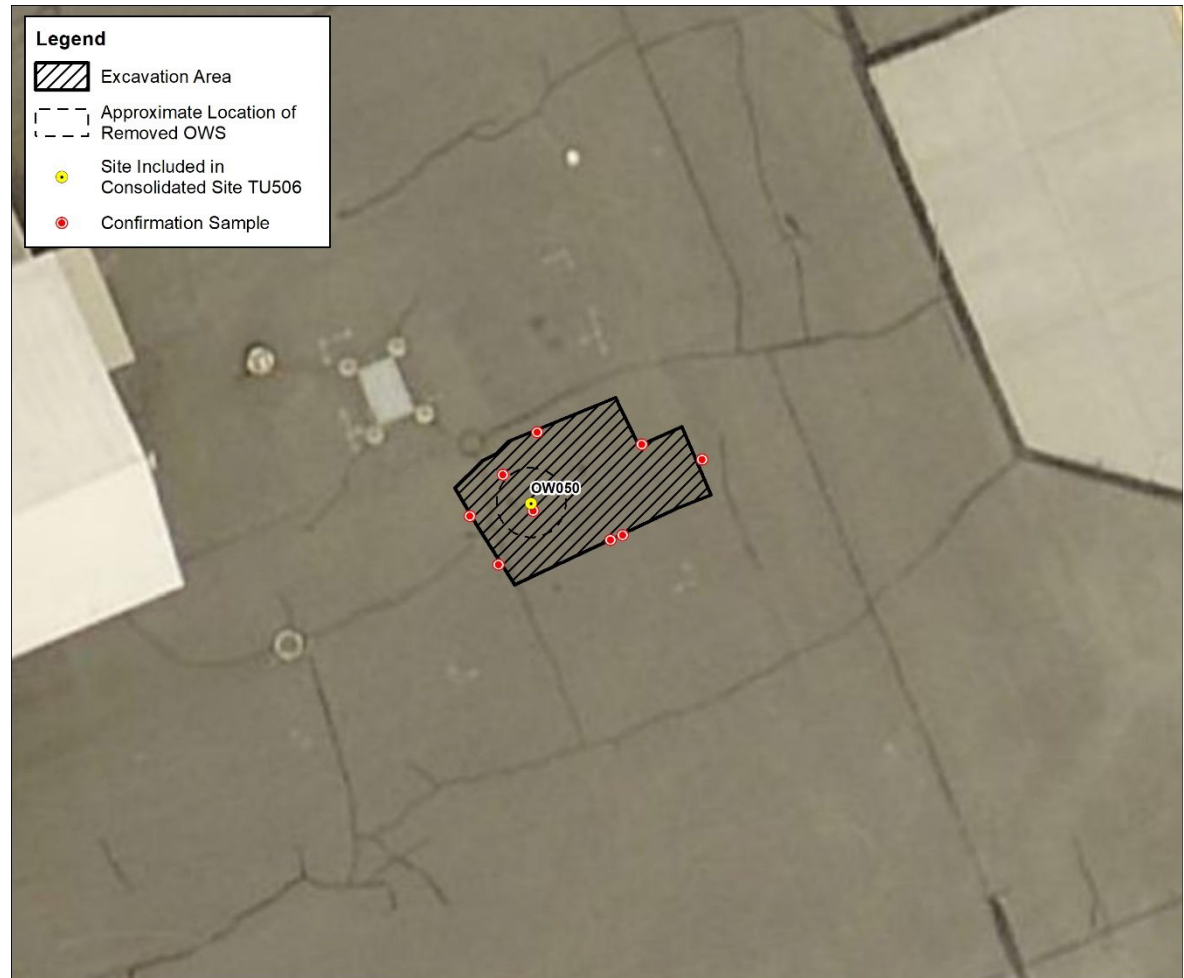 Legend
Excavation Area
Approximate Location of
Removed OWS
Site Included in
Consolidated Site TU506
Confirmation Sample
OW050